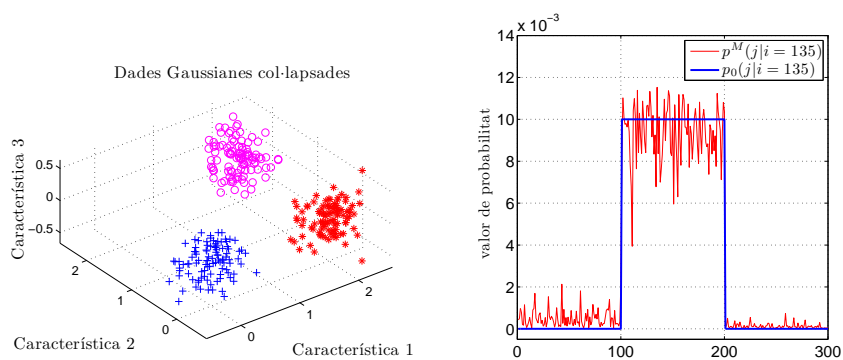 Dades Gaussianes col·lapsades
Característica 3
0.5
0
−0.5
2
1
0
Característica 2
0
1
2
Característica 1
x 10⁻³
14
12
10
8
6
4
2
0
valor de probabilitat
pᴹ(j|i = 135)
p₀(j|i = 135)
0 100 200 300